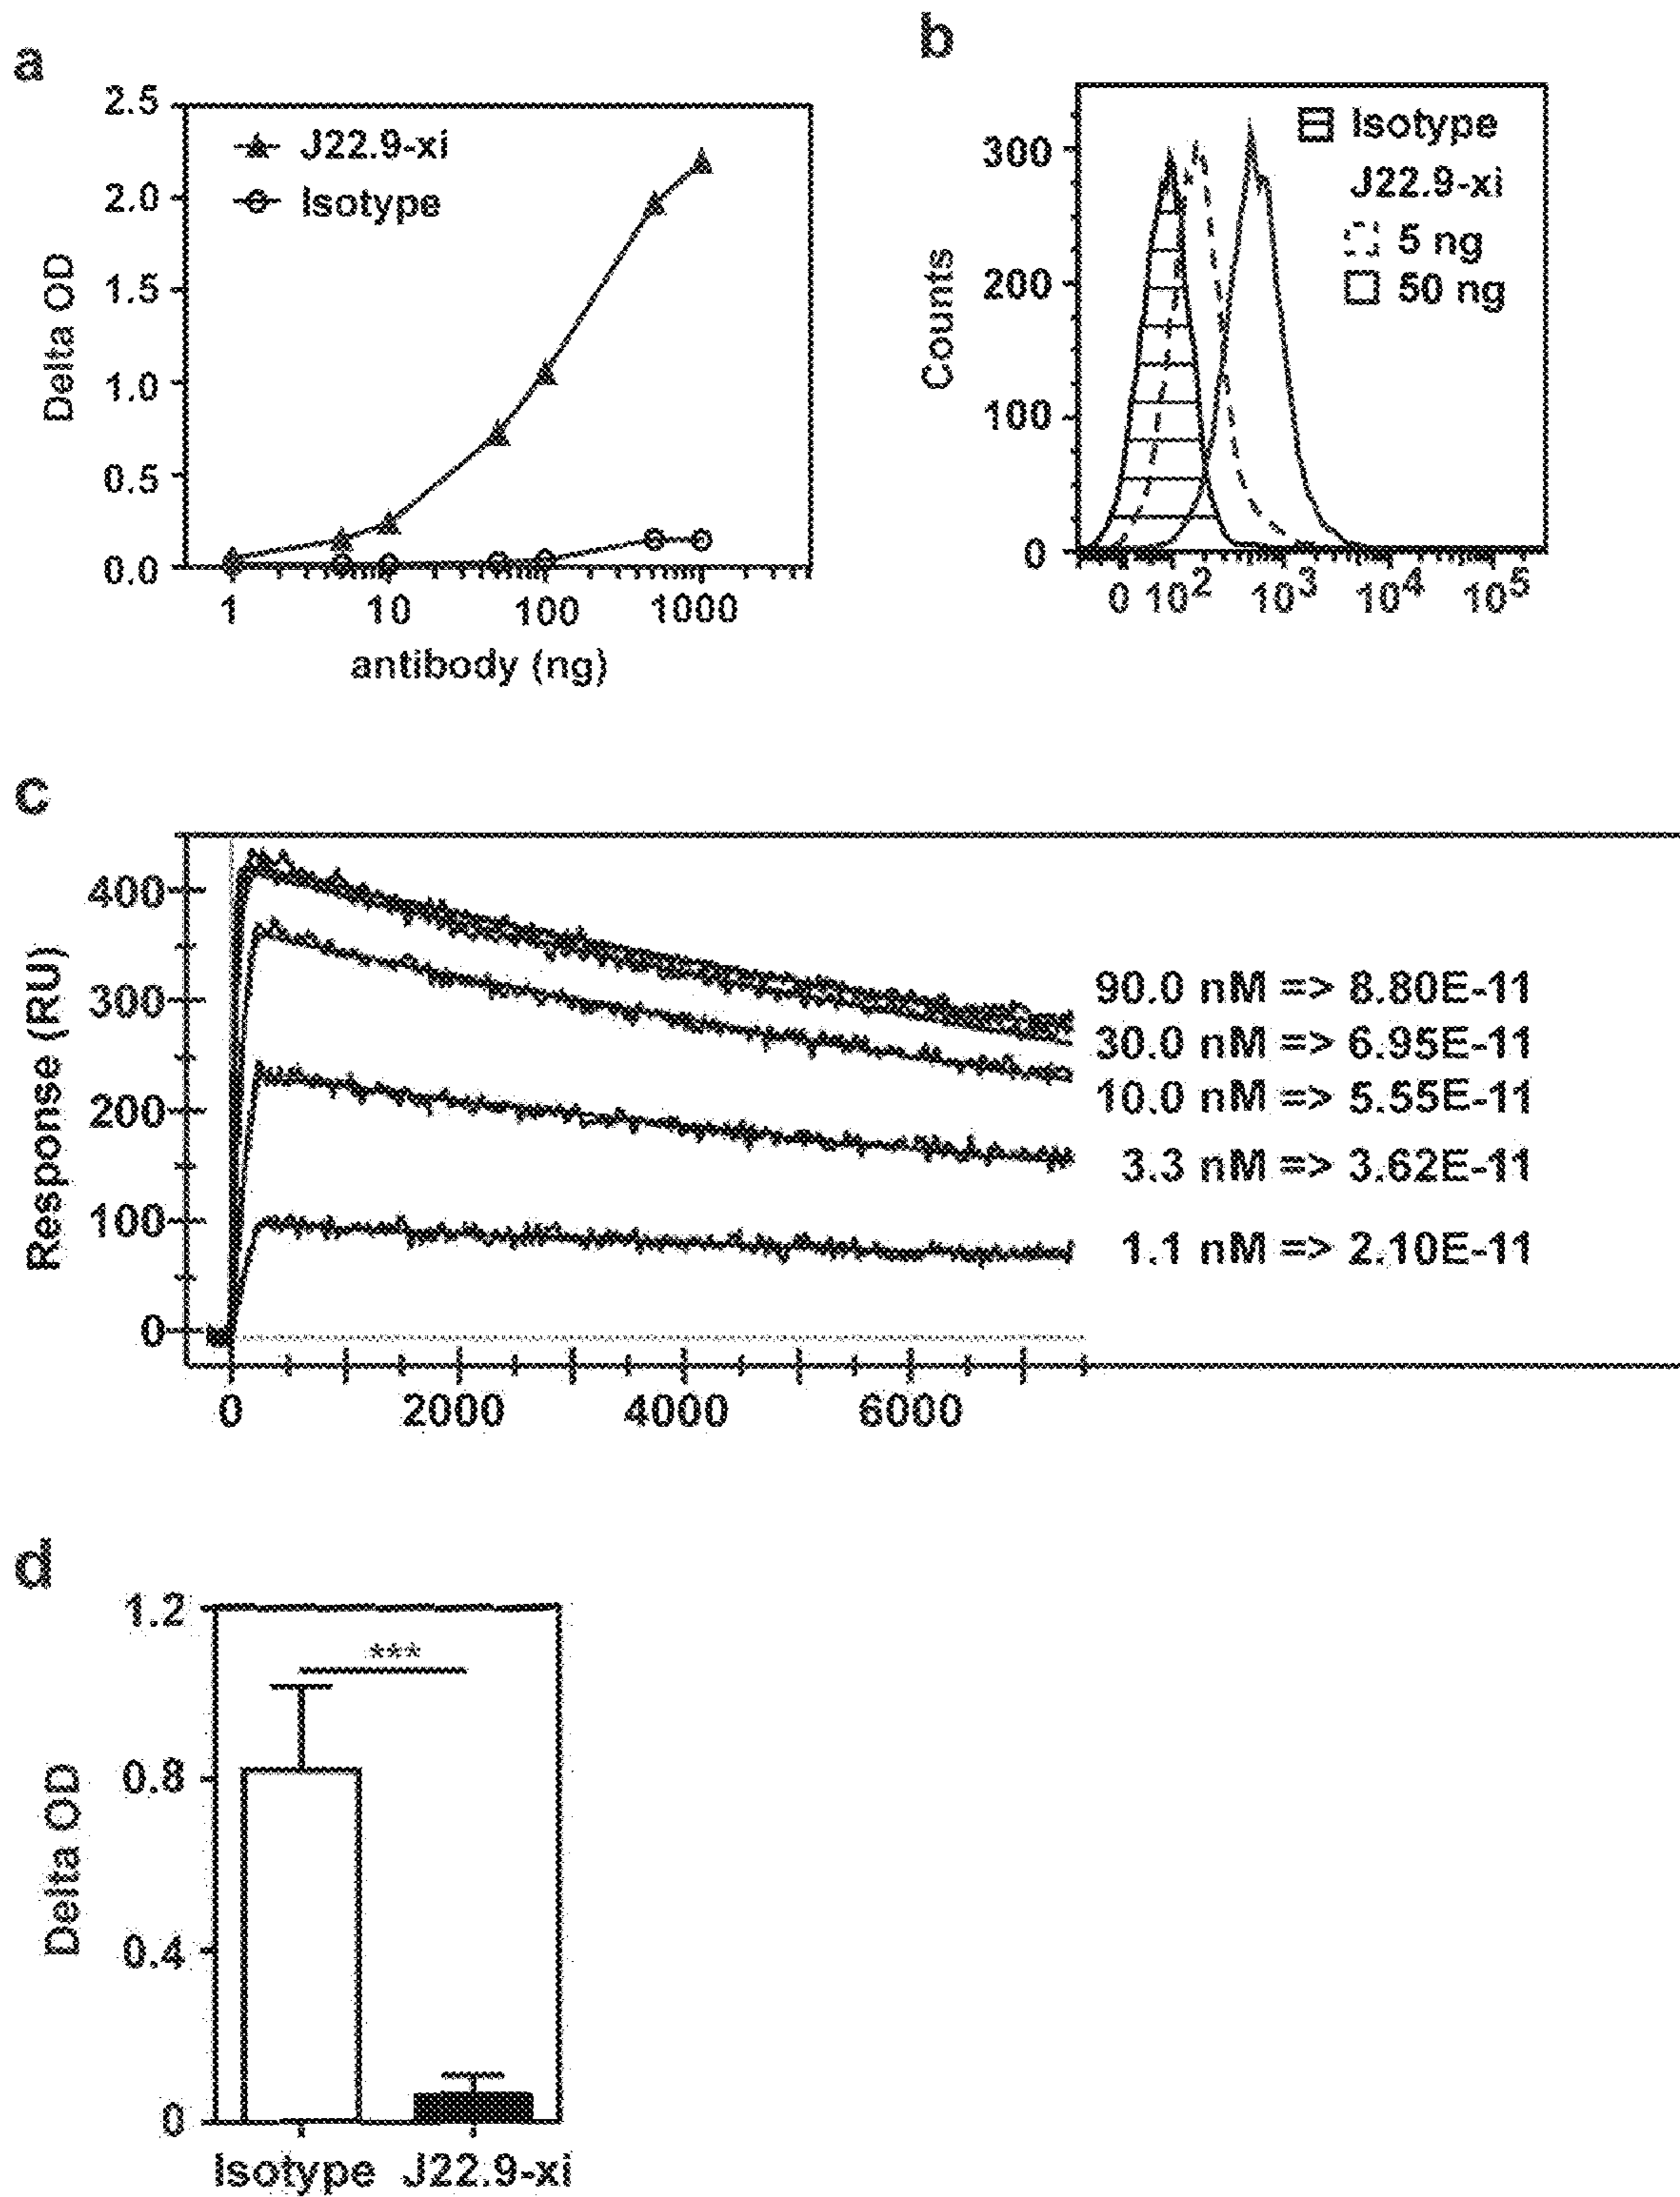 a
2.5
2.0
1.5
1.0
0.5
0.0
Delta OD
J22.9-xi
Isotype
1 10 100 1000
antibody (ng)
b
300
200
100
0
Counts
Isotype
J22.9-xi
5 ng
50 ng
0 10² 10³ 10⁴ 10⁵
c
400
300
200
100
0
Response (RU)
90.0 nM => 8.80E-11
30.0 nM => 6.95E-11
10.0 nM => 5.55E-11
3.3 nM => 3.62E-11
1.1 nM => 2.10E-11
0 2000 4000 6000
d
1.2
0.8
0.4
0
Delta OD
***
Isotype J22.9-xi